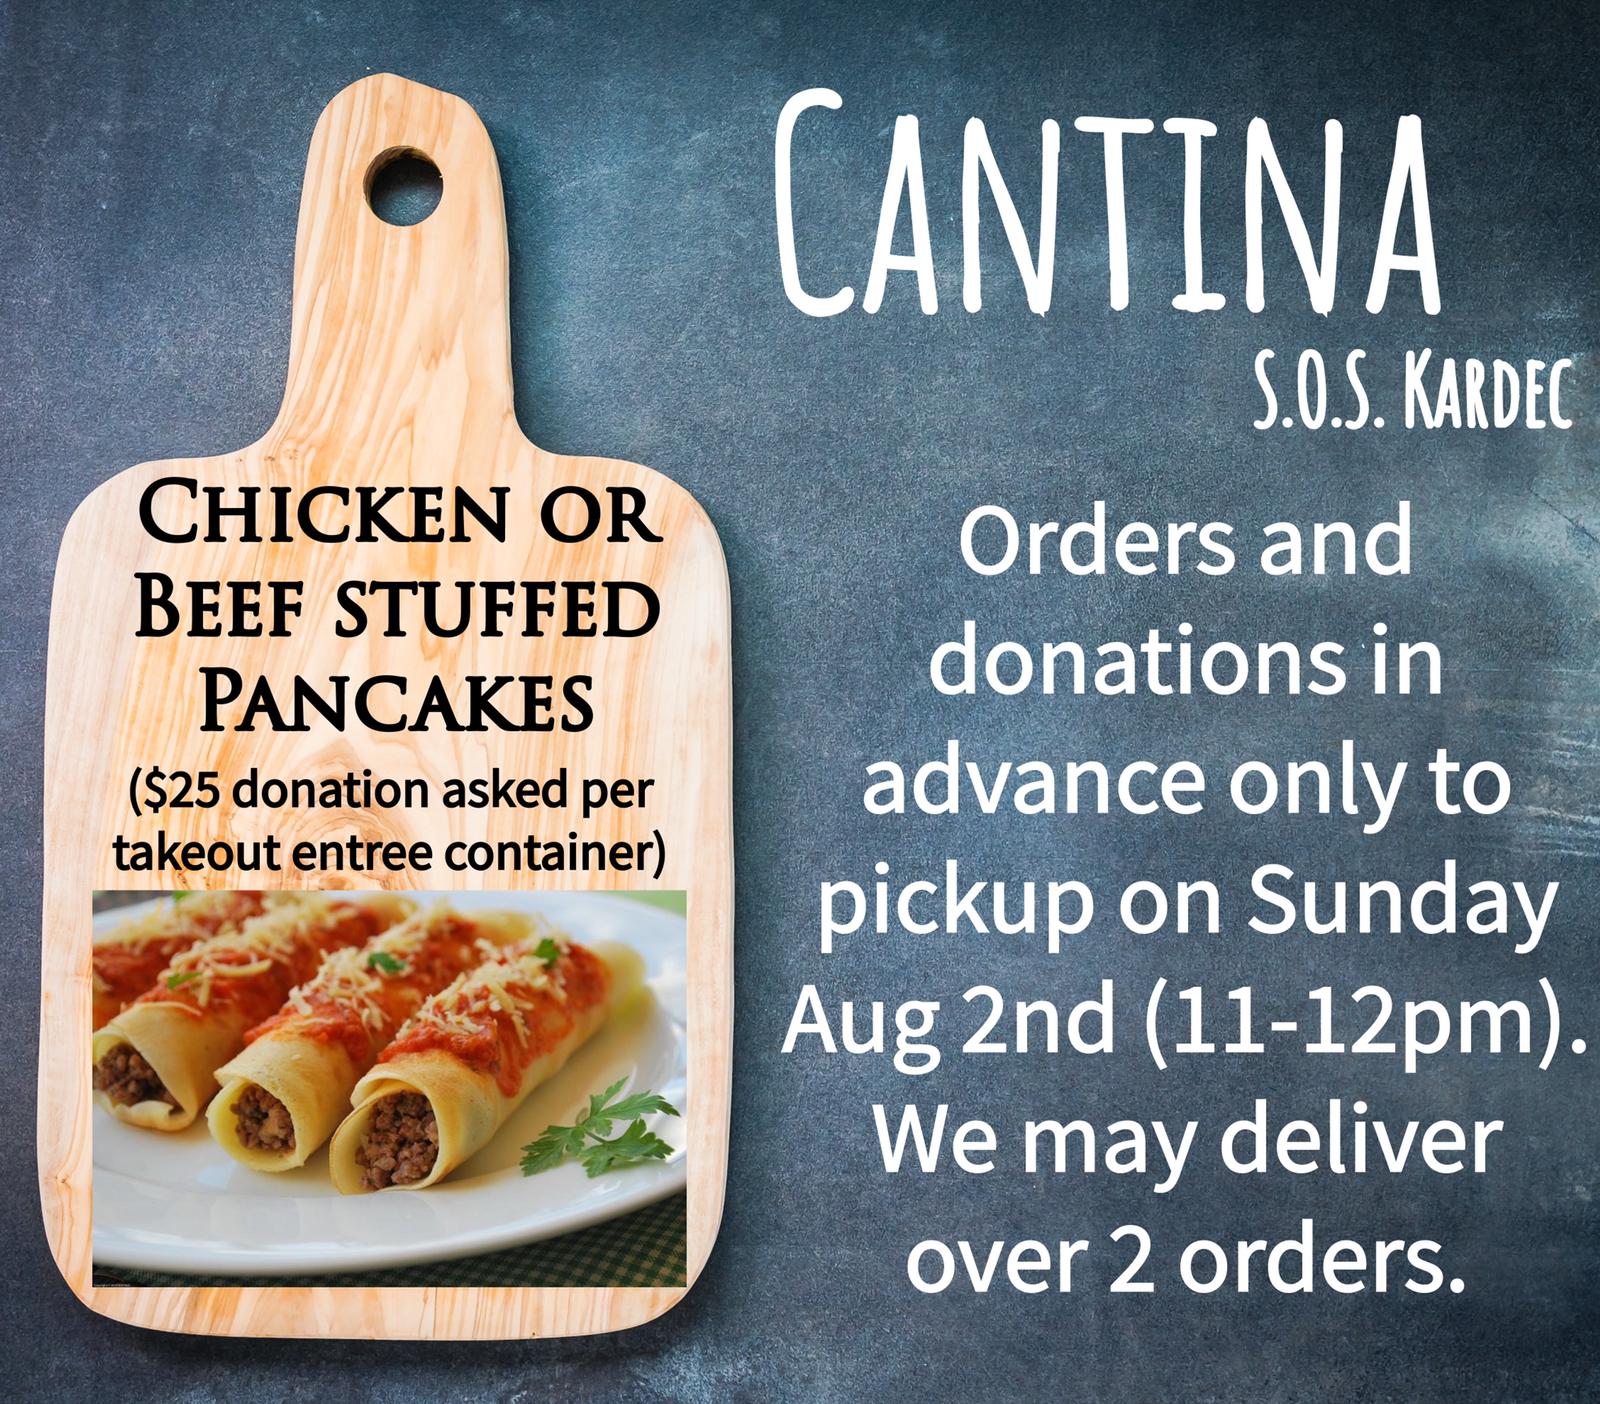 CANTINA
S.O.S. KARDEC
CHICKEN OR
BEEF STUFFED
PANCAKES
($25 donation asked per
takeout entree container)
Orders and
donations in
advance only to
pickup on Sunday
Aug 2nd (11-12pm).
We may deliver
over 2 orders.